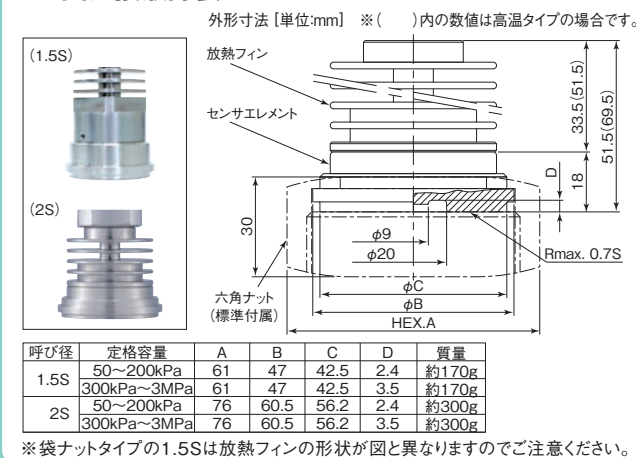 外形寸法 [単位:mm]　※(　　)内の数値は高温タイプの場合です。
(1.5S)
(2S)
放熱フィン
センサエレメント
33.5(51.5)
51.5(69.5)
D
18
30
φ9
φ20
Rmax. 0.7S
六角ナット
(標準付属)
φC
φB
HEX.A
呼び径 定格容量 A B C D 質量
1.5S 50〜200kPa 61 47 42.5 2.4 約170g
300kPa〜3MPa 61 47 42.5 3.5 約170g
2S 50〜200kPa 76 60.5 56.2 2.4 約300g
300kPa〜3MPa 76 60.5 56.2 3.5 約300g
※袋ナットタイプの1.5Sは放熱フィンの形状が図と異なりますのでご注意ください。